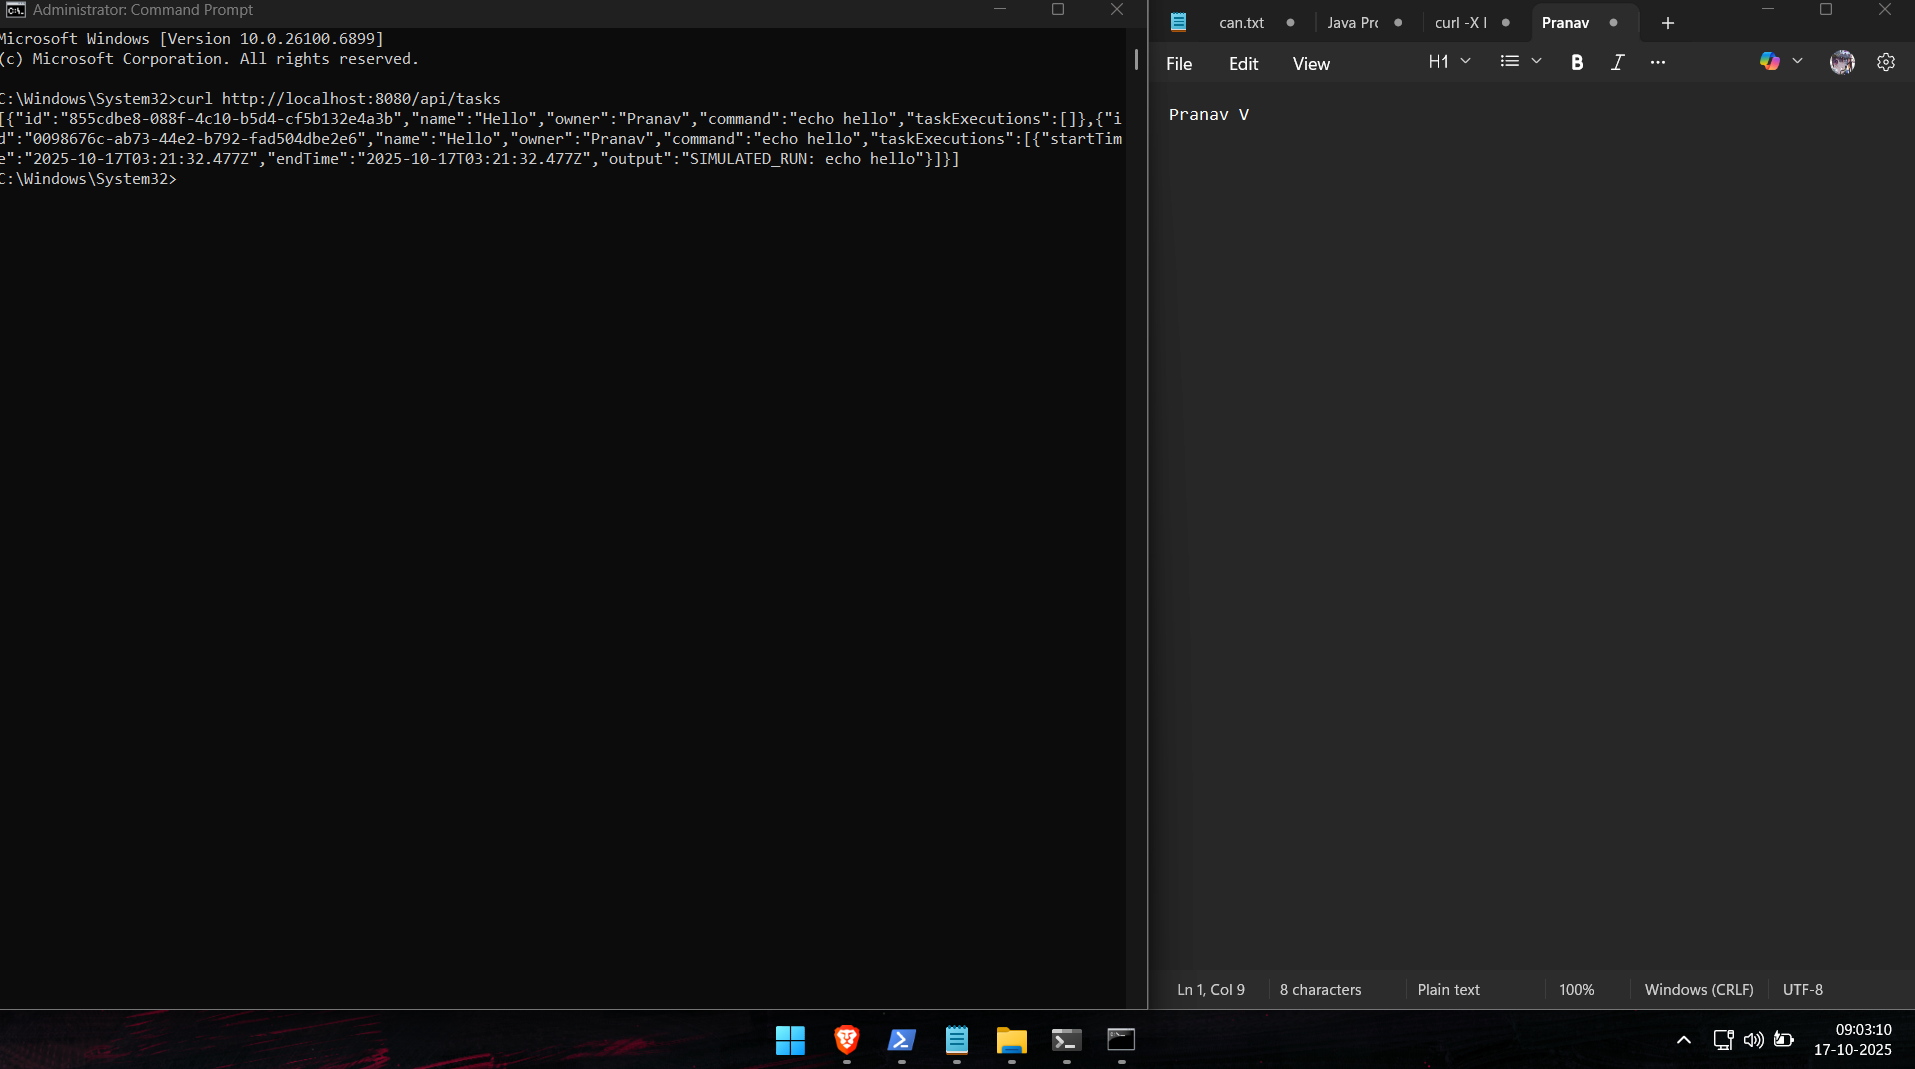 Administrator: Command Prompt
Microsoft Windows [Version 10.0.26100.6899]
(c) Microsoft Corporation. All rights reserved.
C:\Windows\System32>curl http://localhost:8080/api/tasks
[{"id":"855cdbe8-088f-4c10-b5d4-cf5b132e4a3b","name":"Hello","owner":"Pranav","command":"echo hello","taskExecutions":[]},{"i
d":"0098676c-ab73-44e2-b792-fad504dbe2e6","name":"Hello","owner":"Pranav","command":"echo hello","taskExecutions":[{"startTim
e":"2025-10-17T03:21:32.477Z","endTime":"2025-10-17T03:21:32.477Z","output":"SIMULATED_RUN: echo hello"}]}]
C:\Windows\System32>
can.txt Java Pro curl -X I Pranav
File Edit View H1 B I
Pranav V
Ln 1, Col 9 8 characters Plain text 100% Windows (CRLF) UTF-8
09:03:10
17-10-2025